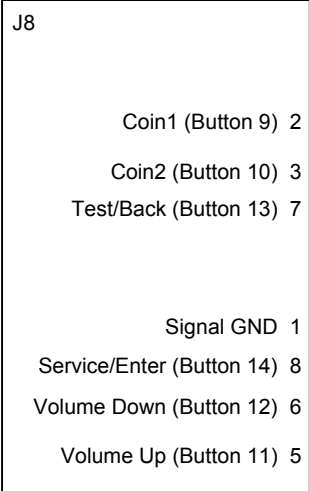 J8
Coin1 (Button 9) 2
Coin2 (Button 10) 3
Test/Back (Button 13) 7
Signal GND 1
Service/Enter (Button 14) 8
Volume Down (Button 12) 6
Volume Up (Button 11) 5